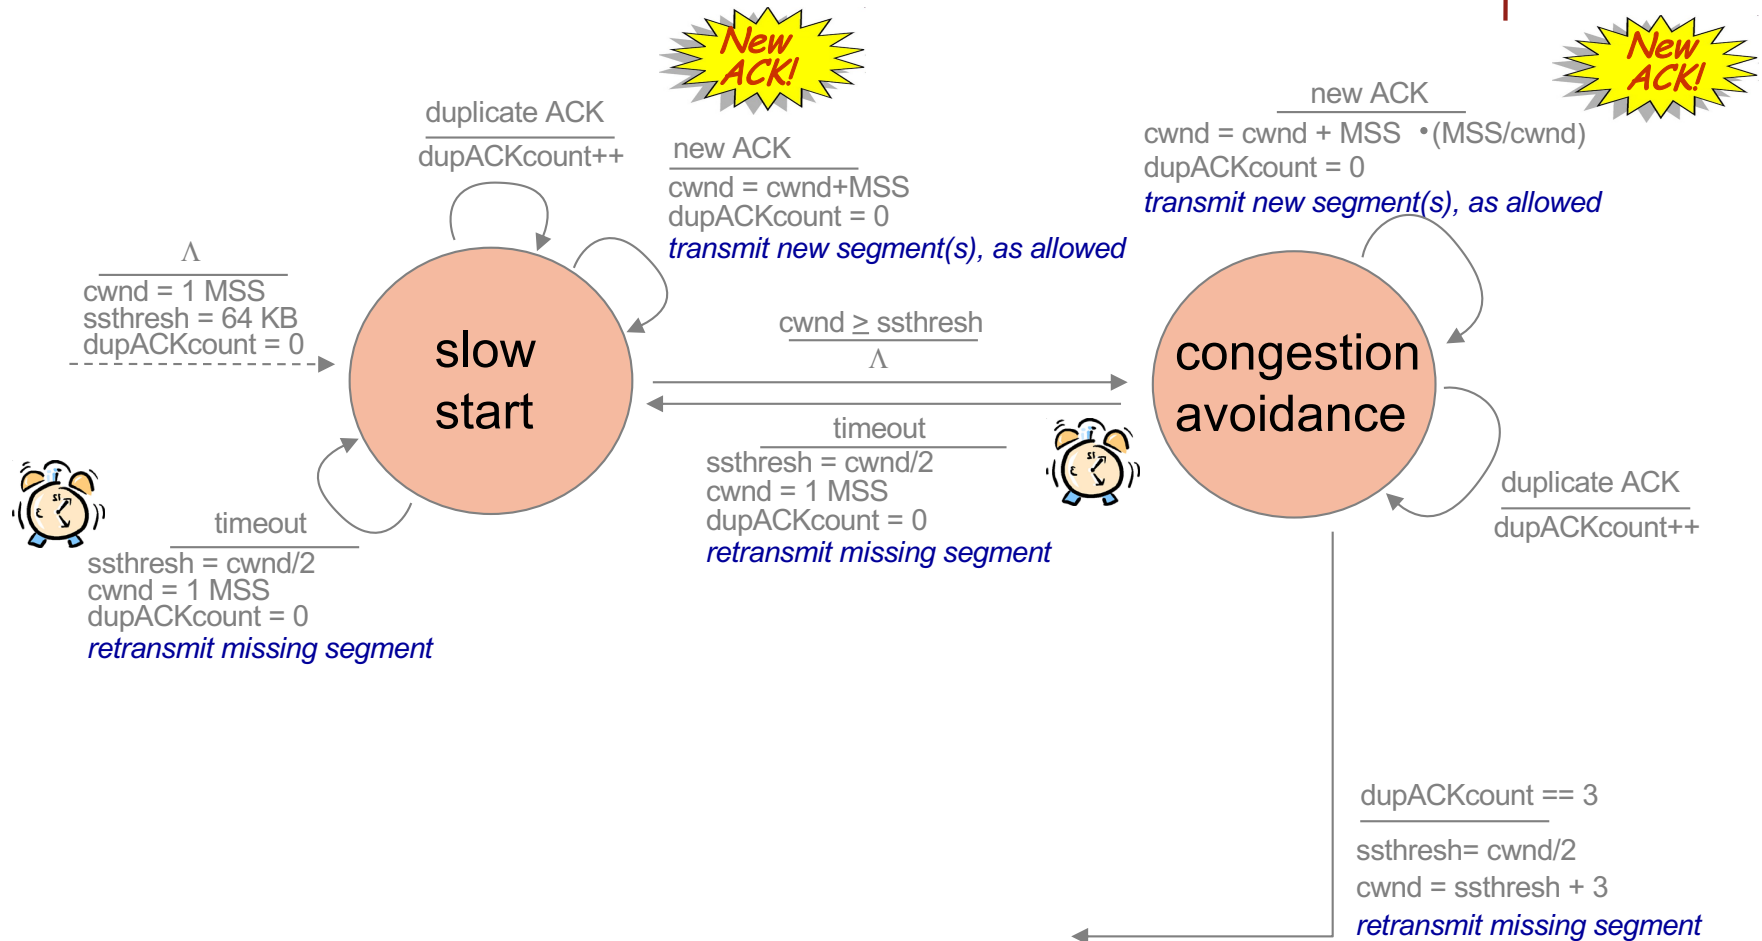 New
ACK!
New
ACK!
duplicate ACK
dupACKcount++
new ACK
cwnd = cwnd+MSS
dupACKcount = 0
transmit new segment(s), as allowed
new ACK
cwnd = cwnd + MSS •(MSS/cwnd)
dupACKcount = 0
transmit new segment(s), as allowed
Λ
cwnd = 1 MSS
ssthresh = 64 KB
dupACKcount = 0
slow
start
cwnd ≥ ssthresh
Λ
congestion
avoidance
timeout
ssthresh = cwnd/2
cwnd = 1 MSS
dupACKcount = 0
retransmit missing segment
duplicate ACK
dupACKcount++
timeout
ssthresh = cwnd/2
cwnd = 1 MSS
dupACKcount = 0
retransmit missing segment
dupACKcount == 3
ssthresh= cwnd/2
cwnd = ssthresh + 3
retransmit missing segment